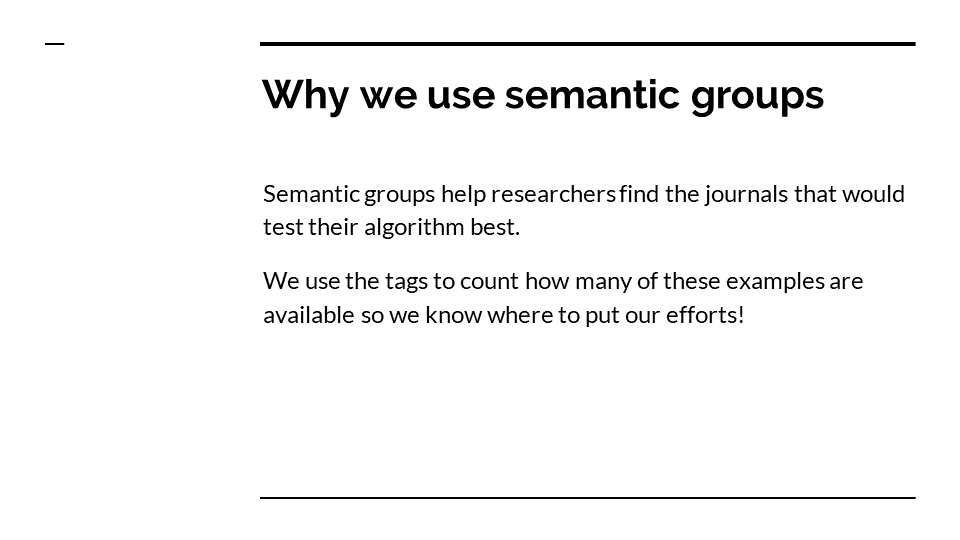 Why we use semantic groups
Semantic groups help researchers find the journals that would
test their algorithm best.
We use the tags to count how many of these examples are
available so we know where to put our efforts!